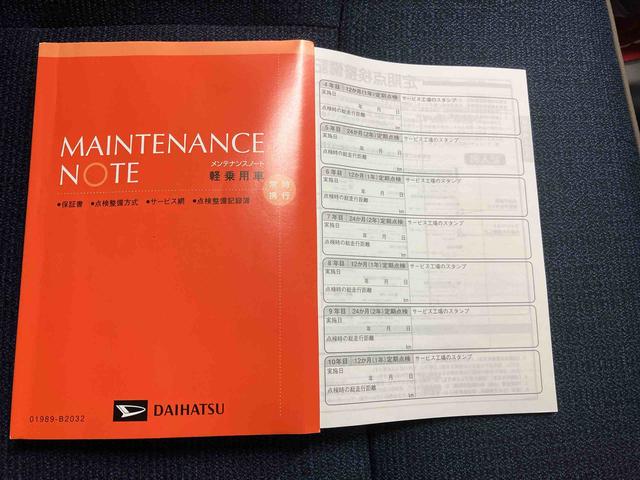 MAINTENANCE
NOTE
メンテナンスノート
軽乗用車
常時
携行
•保証書 •点検整備方式 •サービス網 •点検整備記録簿
DAIHATSU
01989-B2032
4年目 12か月(1年)定期点検 サービス工場のスタンプ
実施日
年 月 日
点検時の総走行距離
km
5年目 24か月(2年)定期点検 サービス工場のスタンプ
実施日
年 月 日
点検時の総走行距離
km
6年目 12か月(1年)定期点検 サービス工場のスタンプ
実施日
年 月 日
点検時の総走行距離
km
7年目 24か月(2年)定期点検 サービス工場のスタンプ
実施日
年 月 日
点検時の総走行距離
km
8年目 12か月(1年)定期点検 サービス工場のスタンプ
実施日
年 月 日
点検時の総走行距離
km
9年目 24か月(2年)定期点検 サービス工場のスタンプ
実施日
年 月 日
点検時の総走行距離
km
10年目 12か月(1年)定期点検 サービス工場のスタンプ
実施日
年 月 日
点検時の総走行距離
km